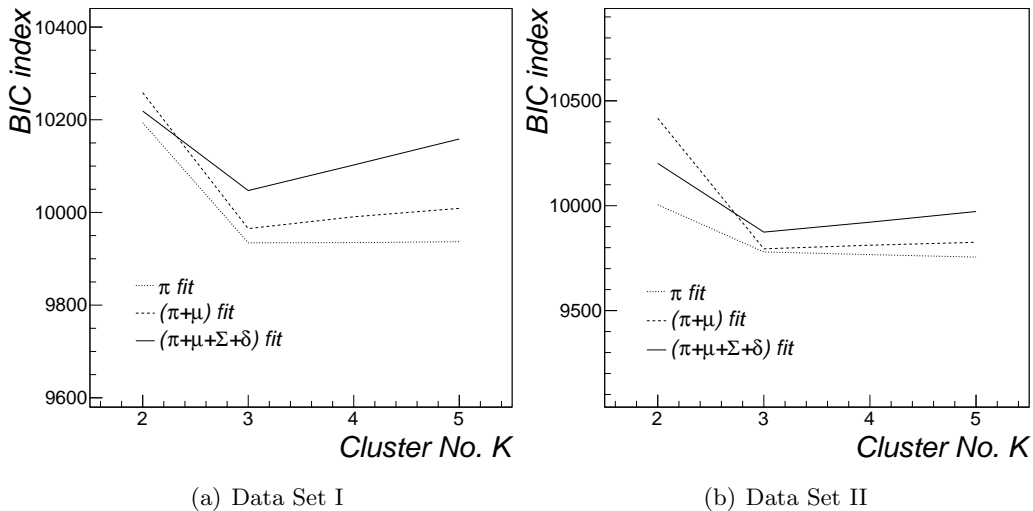 BIC index
10400
10200
10000
9800
9600
π fit
(π+μ) fit
(π+μ+Σ+δ) fit
2 3 4 5
Cluster No. K
(a) Data Set I
BIC index
10500
10000
9500
π fit
(π+μ) fit
(π+μ+Σ+δ) fit
2 3 4 5
Cluster No. K
(b) Data Set II